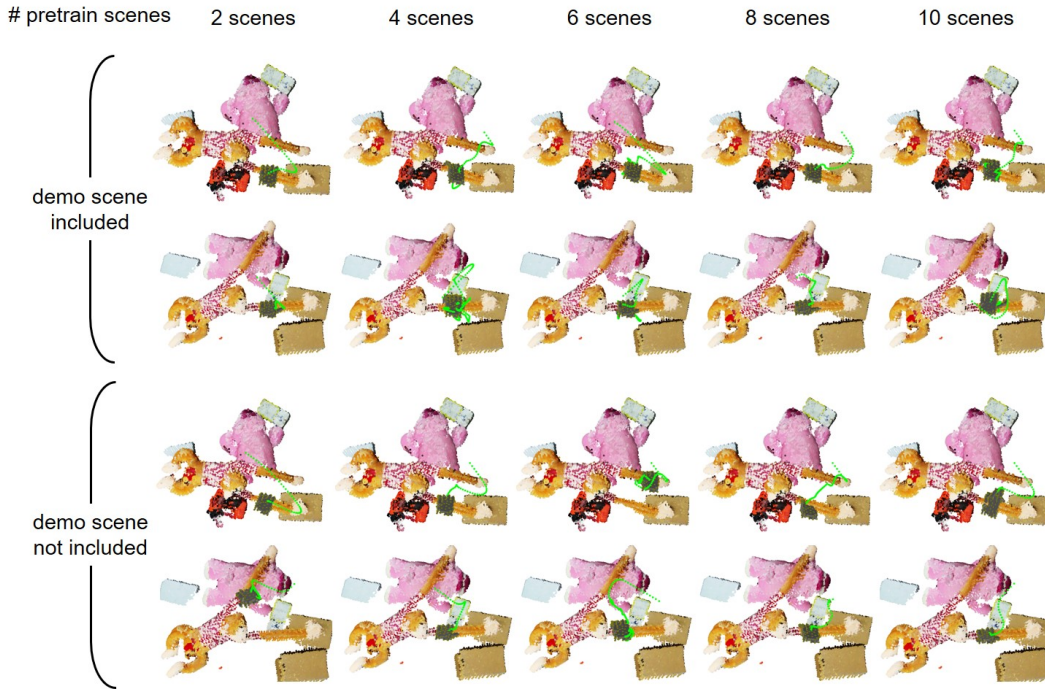 # pretrain scenes 2 scenes 4 scenes 6 scenes 8 scenes 10 scenes
demo scene
included
demo scene
not included